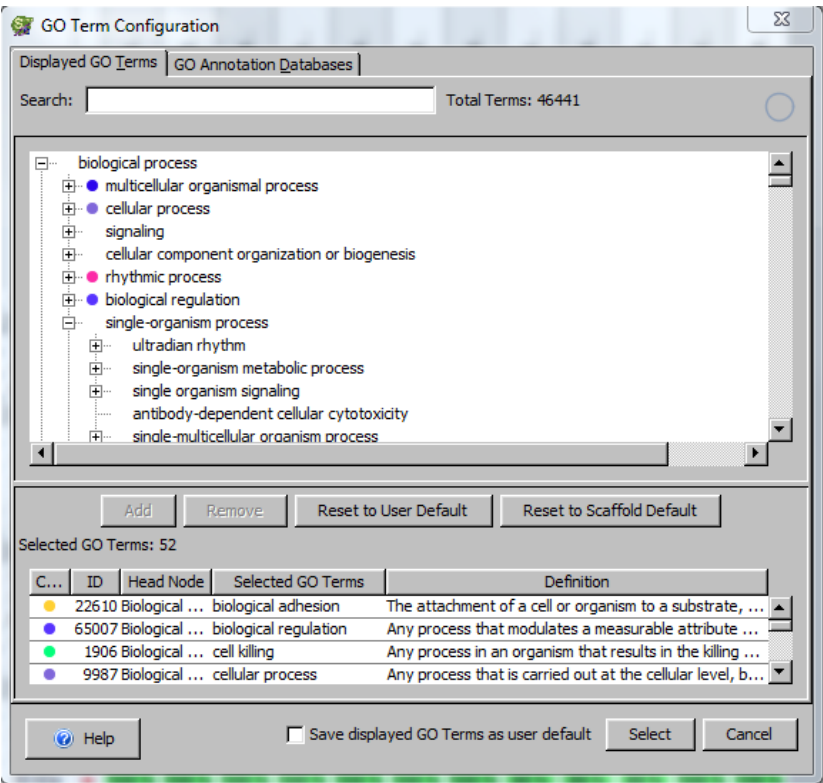 GO Term Configuration
Displayed GO Terms GO Annotation Databases
Search: Total Terms: 46441
biological process
multicellular organismal process
cellular process
signaling
cellular component organization or biogenesis
rhythmic process
biological regulation
single-organism process
ultradian rhythm
single-organism metabolic process
single organism signaling
antibody-dependent cellular cytotoxicity
single-multicellular organism process
Add Remove Reset to User Default Reset to Scaffold Default
Selected GO Terms: 52
C... ID Head Node Selected GO Terms Definition
22610 Biological ... biological adhesion The attachment of a cell or organism to a substrate, ...
65007 Biological ... biological regulation Any process that modulates a measurable attribute ...
1906 Biological ... cell killing Any process in an organism that results in the killing ...
9987 Biological ... cellular process Any process that is carried out at the cellular level, b...
Help Save displayed GO Terms as user default Select Cancel